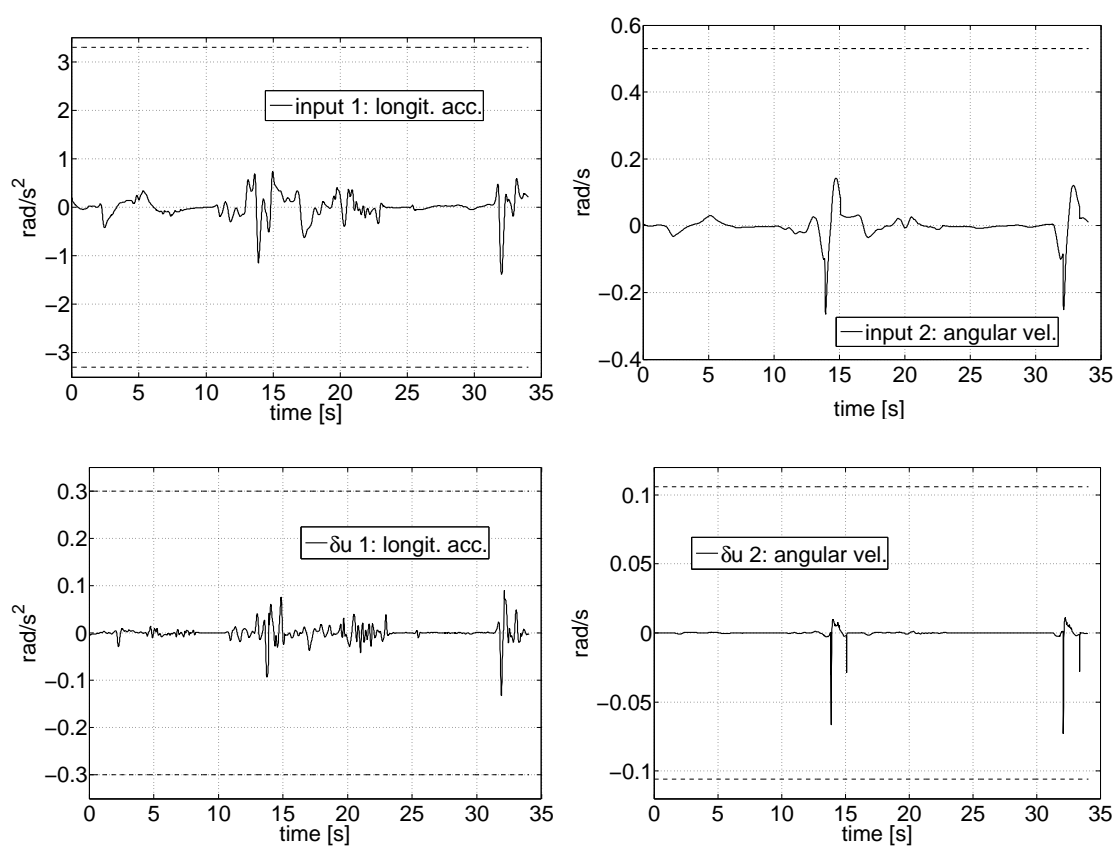 3
2
1
0
−1
−2
−3
rad/s²
input 1: longit. acc.
0 5 10 15 20 25 30 35
time [s]
0.6
0.4
0.2
0
−0.2
−0.4
rad/s
input 2: angular vel.
0 5 10 15 20 25 30 35
time [s]
0.3
0.2
0.1
0
−0.1
−0.2
−0.3
rad/s²
δu 1: longit. acc.
0 5 10 15 20 25 30 35
time [s]
0.1
0.05
0
−0.05
−0.1
rad/s
δu 2: angular vel.
0 5 10 15 20 25 30 35
time [s]